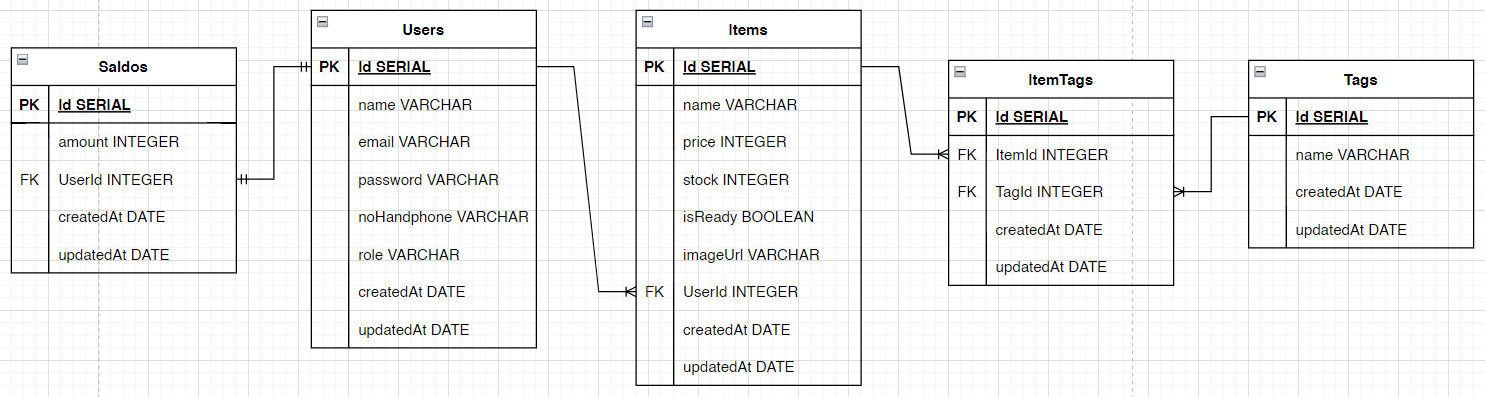 Saldos
PK Id SERIAL
amount INTEGER
FK UserId INTEGER
createdAt DATE
updatedAt DATE
Users
PK Id SERIAL
name VARCHAR
email VARCHAR
password VARCHAR
noHandphone VARCHAR
role VARCHAR
createdAt DATE
updatedAt DATE
Items
PK Id SERIAL
name VARCHAR
price INTEGER
stock INTEGER
isReady BOOLEAN
imageUrl VARCHAR
FK UserId INTEGER
createdAt DATE
updatedAt DATE
ItemTags
PK Id SERIAL
FK ItemId INTEGER
FK TagId INTEGER
createdAt DATE
updatedAt DATE
Tags
PK Id SERIAL
name VARCHAR
createdAt DATE
updatedAt DATE